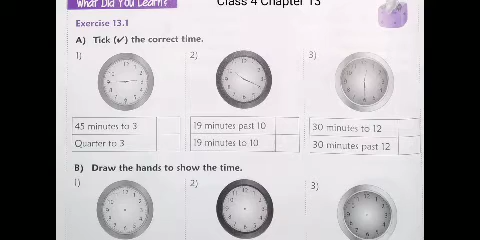 What Did You Learn?
Class 4 Chapter 13
Exercise 13.1
A) Tick (✓) the correct time.
1) 2) 3)
45 minutes to 3 19 minutes past 10 30 minutes to 12
Quarter to 3 19 minutes to 10 30 minutes past 12
B) Draw the hands to show the time.
1) 2) 3)